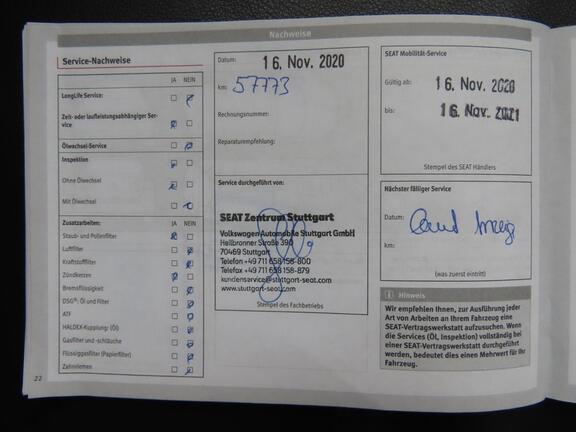 Nachweise
Service-Nachweise
JA NEIN
LongLife Service:
Zeit- oder laufleistungsabhängiger Ser-
vice
Ölwechsel-Service
Inspektion
Ohne Ölwechsel
Mit Ölwechsel
Zusatzarbeiten: JA NEIN
Staub- und Pollenfilter
Luftfilter
Kraftstofffilter
Zündkerzen
Bremsflüssigkeit
DSG®: Öl und Filter
ATF
HALDEX-Kupplung: (Öl)
Gasfilter und -schläuche
Flüssiggasfilter (Papierfilter)
Zahnriemen
22
Datum: 16. Nov. 2020
km: 57773
Rechnungsnummer:
Reparaturempfehlung:
Service durchgeführt von:
SEAT Zentrum Stuttgart
Volkswagen Automobile Stuttgart GmbH
Heilbronner Straße 390
70469 Stuttgart
Telefon +49 711 658 158-800
Telefax +49 711 658 158-879
kundenservice@stuttgart-seat.com
www.stuttgart-seat.com
Stempel des Fachbetriebs
SEAT Mobilität-Service
Gültig ab: 16. Nov. 2020
bis: 16. Nov. 2021
Stempel des SEAT Händlers
Nächster fälliger Service
Datum:
km:
(was zuerst eintritt)
Hinweis
Wir empfehlen Ihnen, zur Ausführung jeder
Art von Arbeiten an Ihrem Fahrzeug eine
SEAT-Vertragswerkstatt aufzusuchen. Wenn
die Services (Öl, Inspektion) vollständig bei
einer SEAT-Vertragswerkstatt durchgeführt
werden, bedeutet dies einen Mehrwert für Ihr
Fahrzeug.